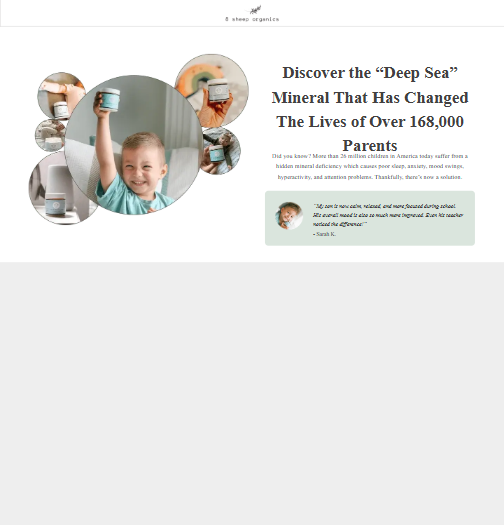 8 sheep organics
Discover the “Deep Sea”
Mineral That Has Changed
The Lives of Over 168,000
Parents
Did you know? More than 26 million children in America today suffer from a
hidden mineral deficiency which causes poor sleep, anxiety, mood swings,
hyperactivity, and attention problems. Thankfully, there's now a solution.
"My son is now calm, relaxed, and more focused during school.
His overall mood is also so much more improved. Even his teacher
noticed the difference!"
- Sarah K.